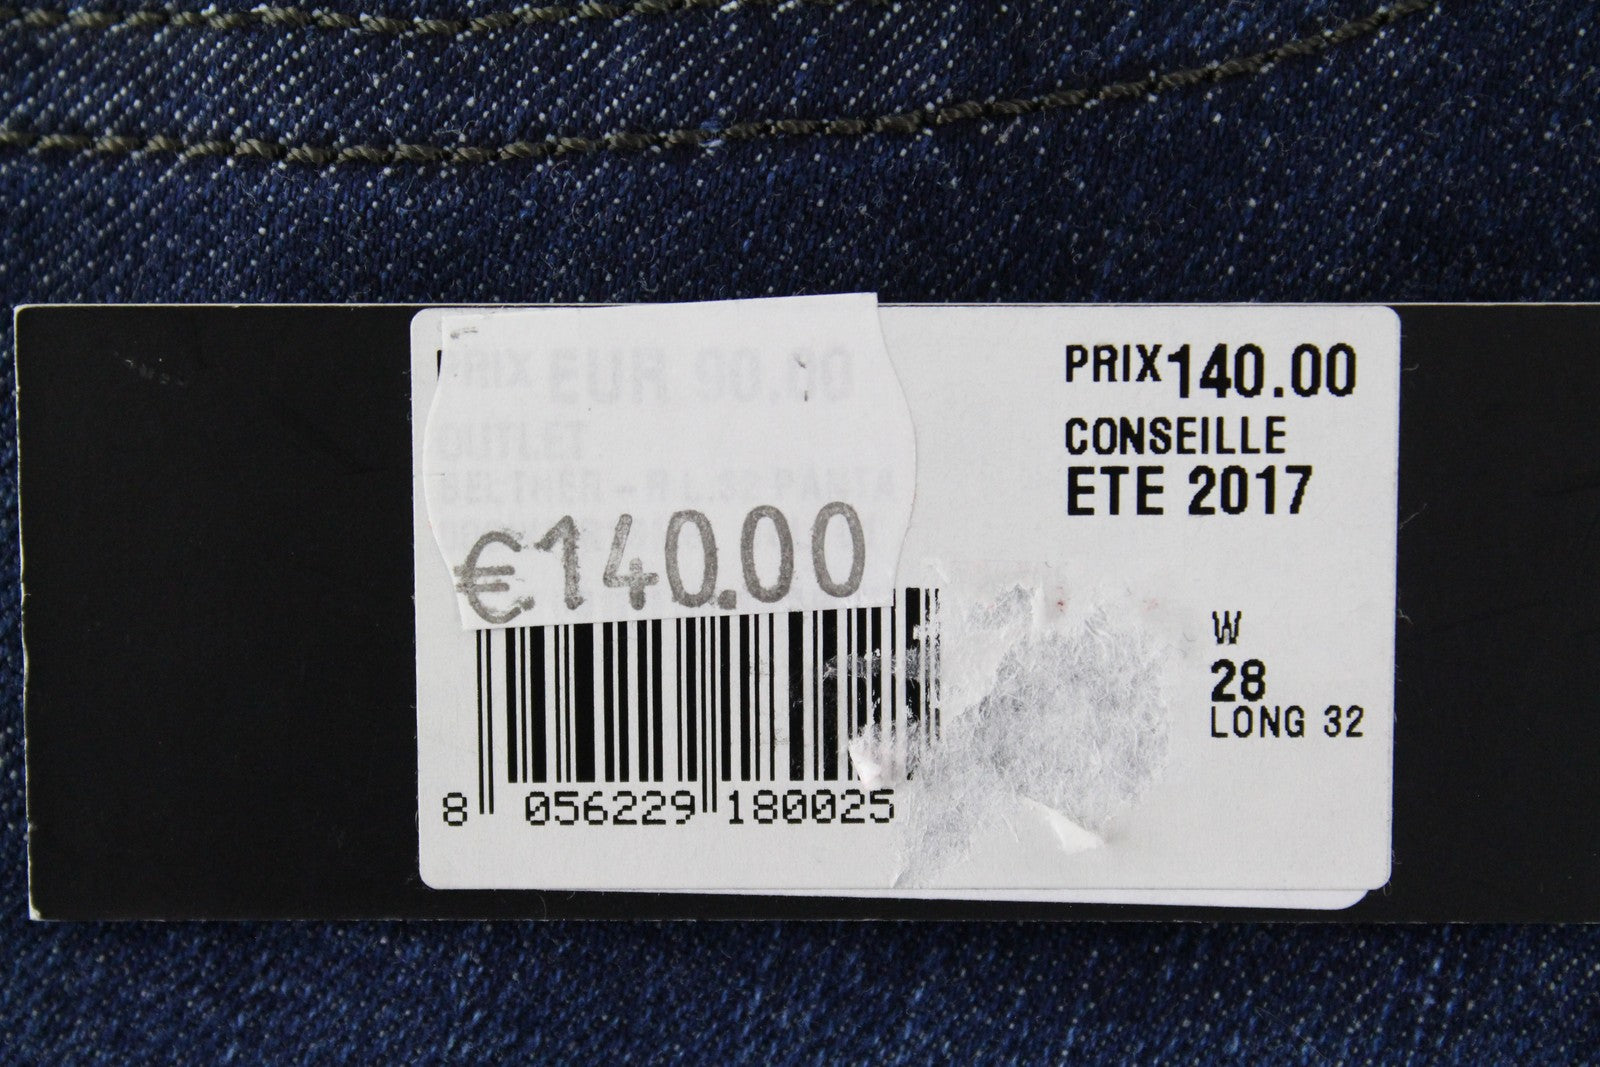 PRIX EUR 90.00
OUTLET
€140.00
8 056229 180025
PRIX 140.00
CONSEILLE
ETE 2017
W
28
LONG 32